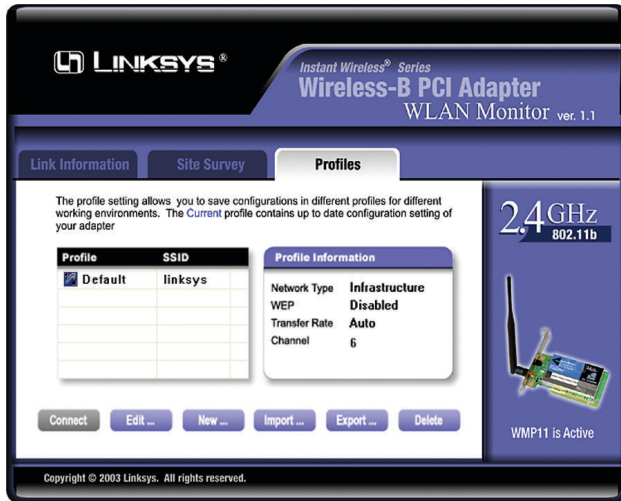 LINKSYS®
Instant Wireless® Series
Wireless-B PCI Adapter
WLAN Monitor ver. 1.1
Link Information
Site Survey
Profiles
The profile setting allows you to save configurations in different profiles for different
working environments. The Current profile contains up to date configuration setting of
your adapter
Profile SSID
Default linksys
Profile Information
Network Type Infrastructure
WEP Disabled
Transfer Rate Auto
Channel 6
2.4GHz
802.11b
Connect
Edit ...
New ...
Import ...
Export ...
Delete
WMP11 is Active
Copyright © 2003 Linksys. All rights reserved.